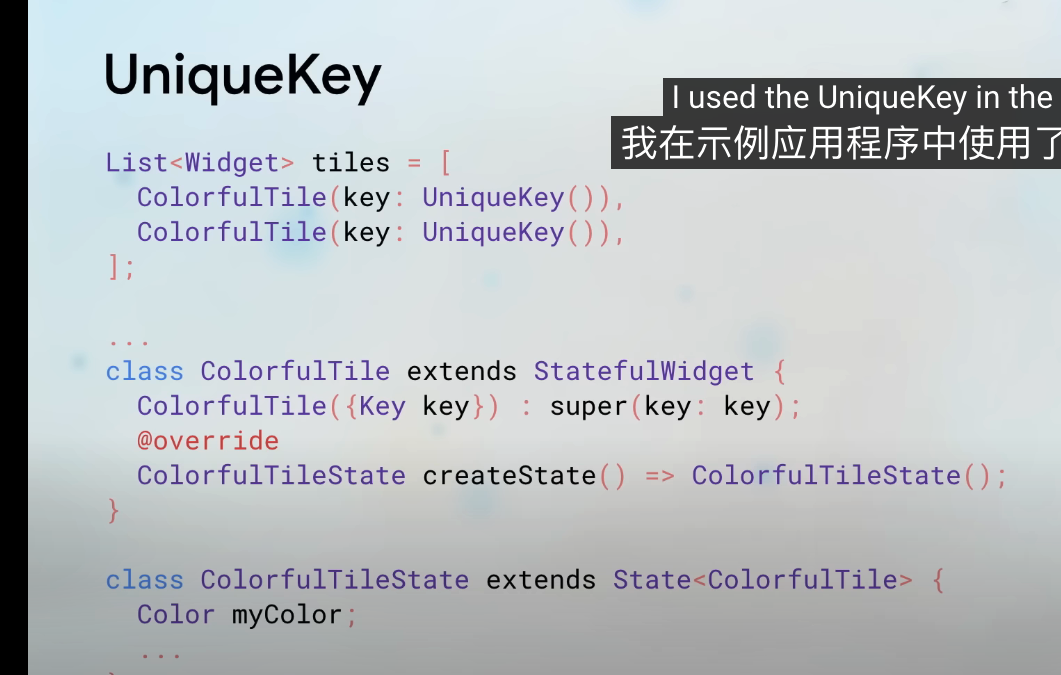 UniqueKey
I used the UniqueKey in the
我在示例应用程序中使用了
List<Widget> tiles = [
  ColorfulTile(key: UniqueKey()),
  ColorfulTile(key: UniqueKey()),
];
...
class ColorfulTile extends StatefulWidget {
  ColorfulTile({Key key}) : super(key: key);
  @override
  ColorfulTileState createState() => ColorfulTileState();
}
class ColorfulTileState extends State<ColorfulTile> {
  Color myColor;
  ...